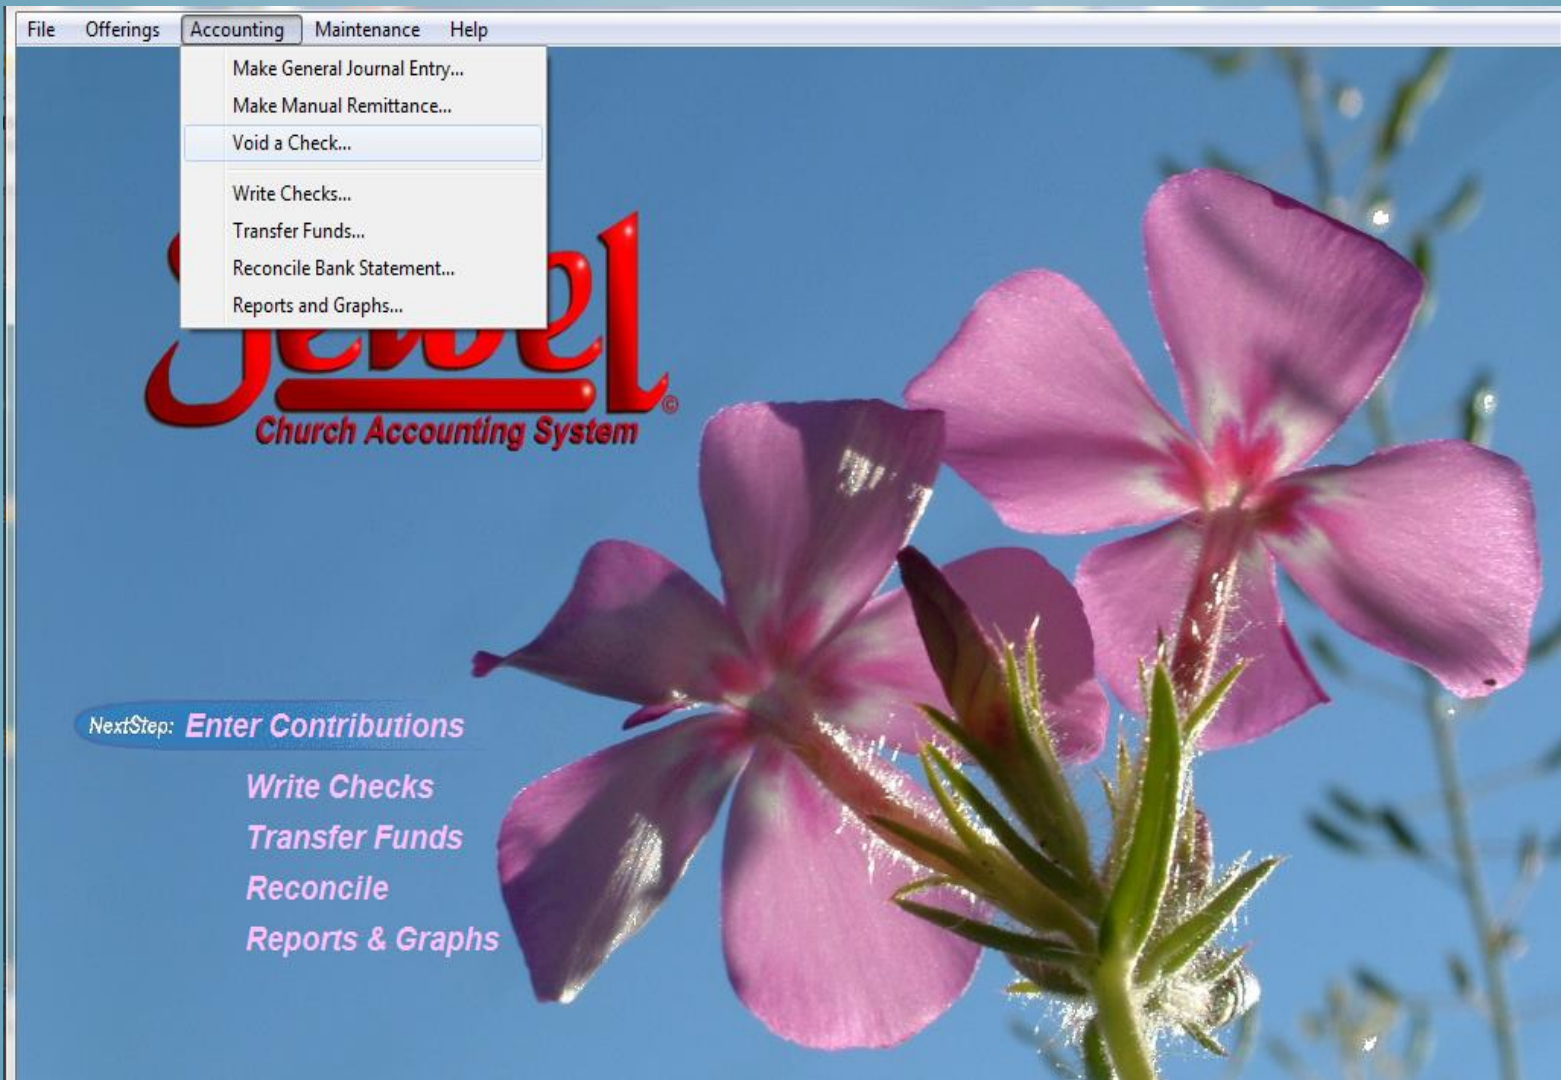 File Offerings Accounting Maintenance Help
Make General Journal Entry...
Make Manual Remittance...
Void a Check...
Write Checks...
Transfer Funds...
Reconcile Bank Statement...
Reports and Graphs...
Jewel©
Church Accounting System
NextStep: Enter Contributions
Write Checks
Transfer Funds
Reconcile
Reports & Graphs